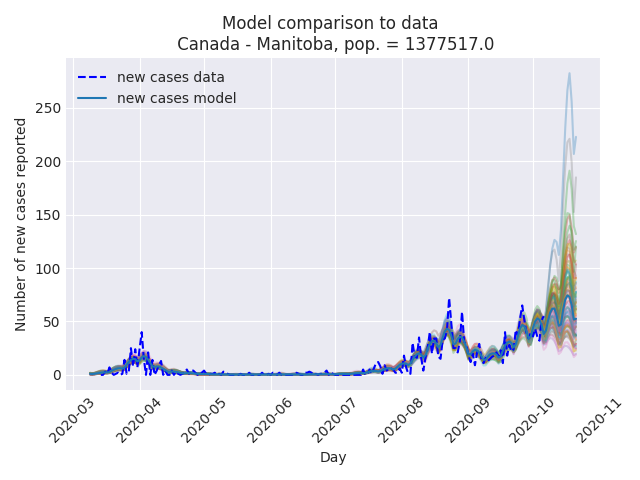 Model comparison to data
Canada - Manitoba, pop. = 1377517.0
new cases data
new cases model
Number of new cases reported
250
200
150
100
50
0
2020-03
2020-04
2020-05
2020-06
2020-07
2020-08
2020-09
2020-10
2020-11
Day